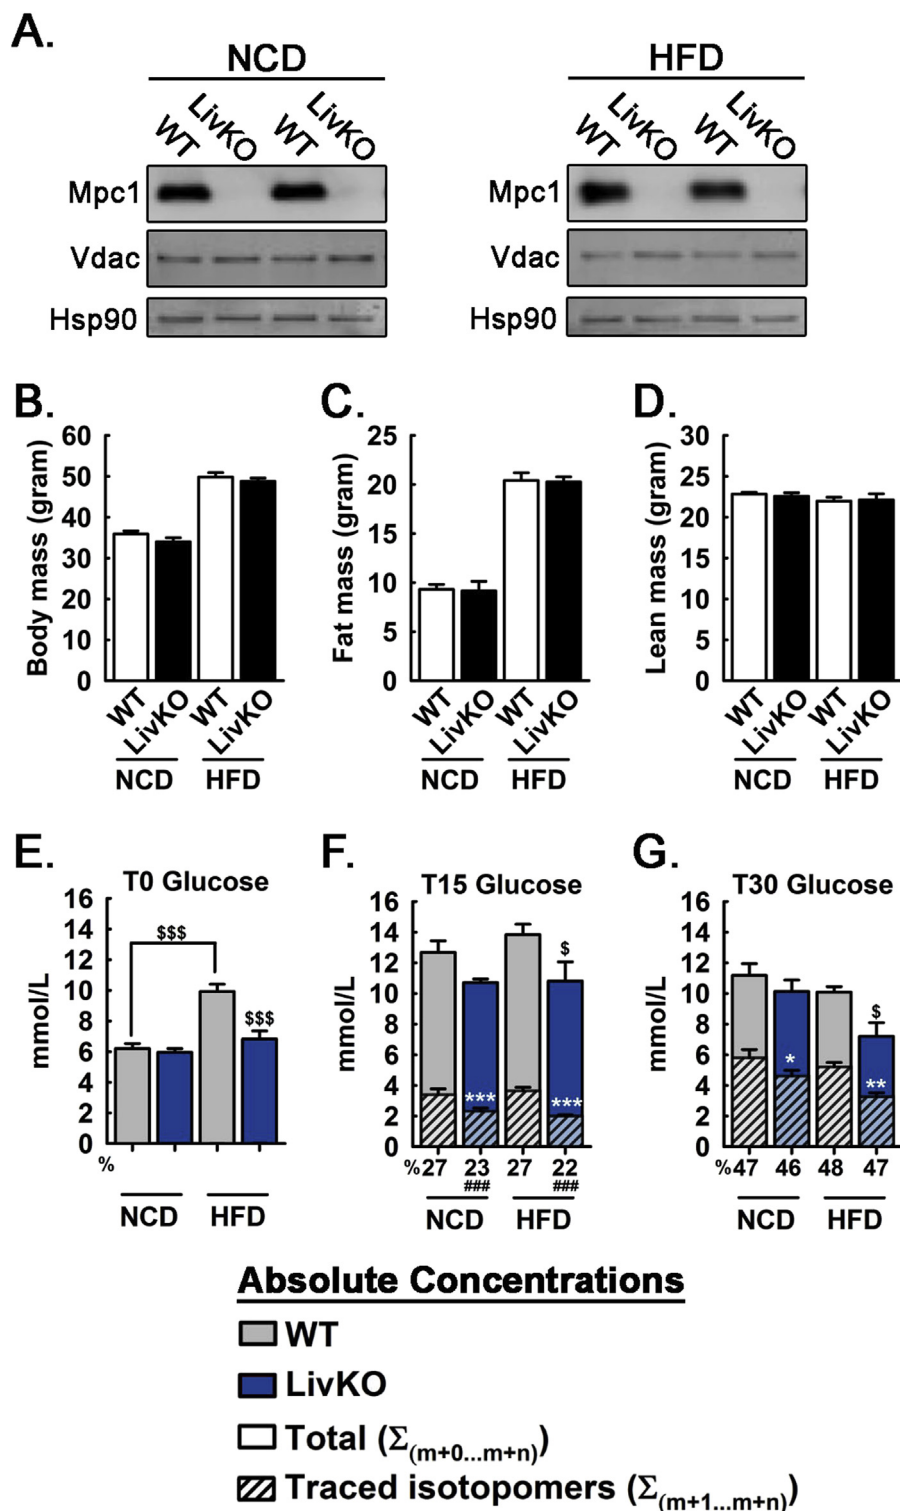 A.
NCD
HFD
WT LivKO WT LivKO
WT LivKO WT LivKO
Mpc1
Vdac
Hsp90
Mpc1
Vdac
Hsp90
B.
Body mass (gram)
60
50
40
30
20
10
0
WT LivKO WT LivKO
NCD HFD
C.
Fat mass (gram)
25
20
15
10
5
0
WT LivKO WT LivKO
NCD HFD
D.
Lean mass (gram)
30
25
20
15
10
5
0
WT LivKO WT LivKO
NCD HFD
E.
T0 Glucose
mmol/L
16
14
12
10
8
6
4
2
0
$$$
$$$
%
NCD HFD
F.
T15 Glucose
mmol/L
16
14
12
10
8
6
4
2
0
$
*** ***
%27 23 27 22
### ###
NCD HFD
G.
T30 Glucose
mmol/L
16
14
12
10
8
6
4
2
0
$
* **
%47 46 48 47
NCD HFD
Absolute Concentrations
WT
LivKO
Total (Σ(m+0...m+n))
Traced isotopomers (Σ(m+1...m+n))